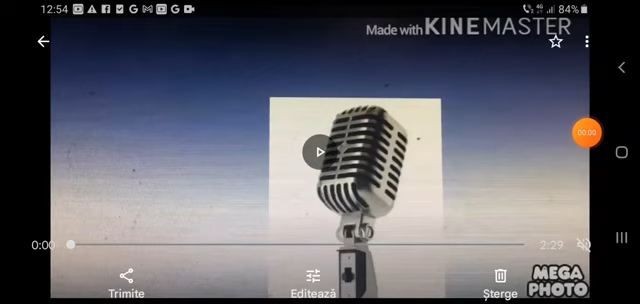 12:54
84%
Made with KINEMASTER
00:00
0:00
2:29
Trimite
Editează
Șterge
MEGA
PHOTO